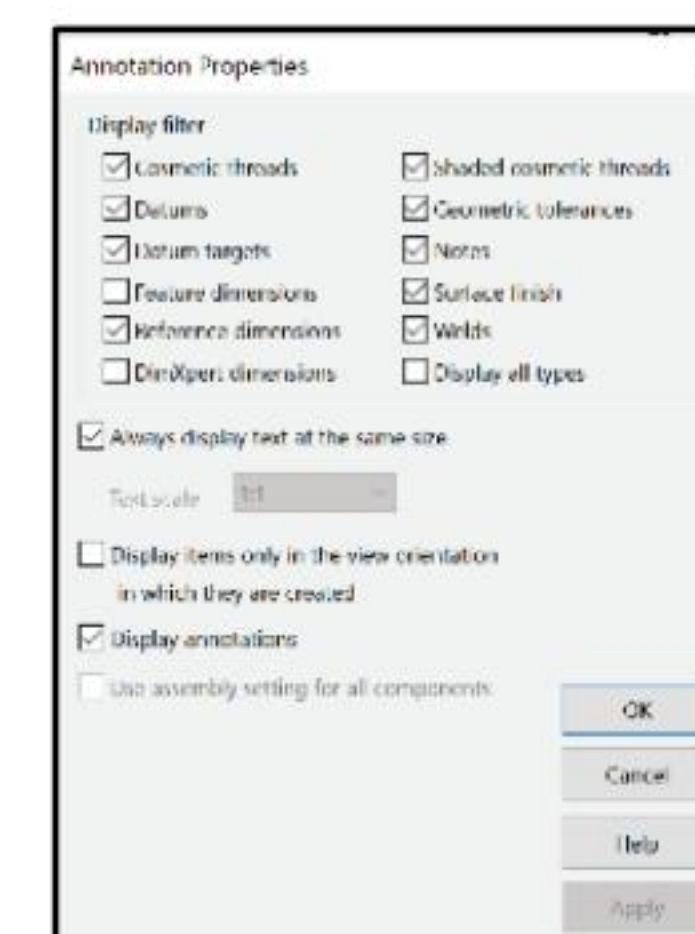 Annotation Properties
Display filter
Cosmetic threads
Shaded cosmetic threads
Datums
Geometric tolerances
Datum targets
Notes
Feature dimensions
Surface finish
Reference dimensions
Welds
DimXpert dimensions
Display all types
Always display text at the same size
Text scale 1:1
Display items only in the view orientation
in which they are created
Display annotations
Use assembly setting for all components
OK
Cancel
Help
Apply